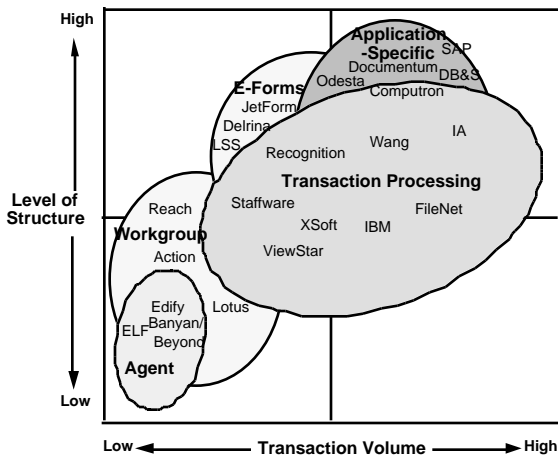 High
Application
-Specific
SAP
Documentum
DB&S
Odesta
Computron
E-Forms
JetForm
Delrina
LSS
Recognition
Wang
IA
Transaction Processing
Level of
Structure
Reach
Staffware
FileNet
XSoft
IBM
Workgroup
ViewStar
Action
Edify
Lotus
ELF
Banyan/
Beyond
Agent
Low
Low
Transaction Volume
High